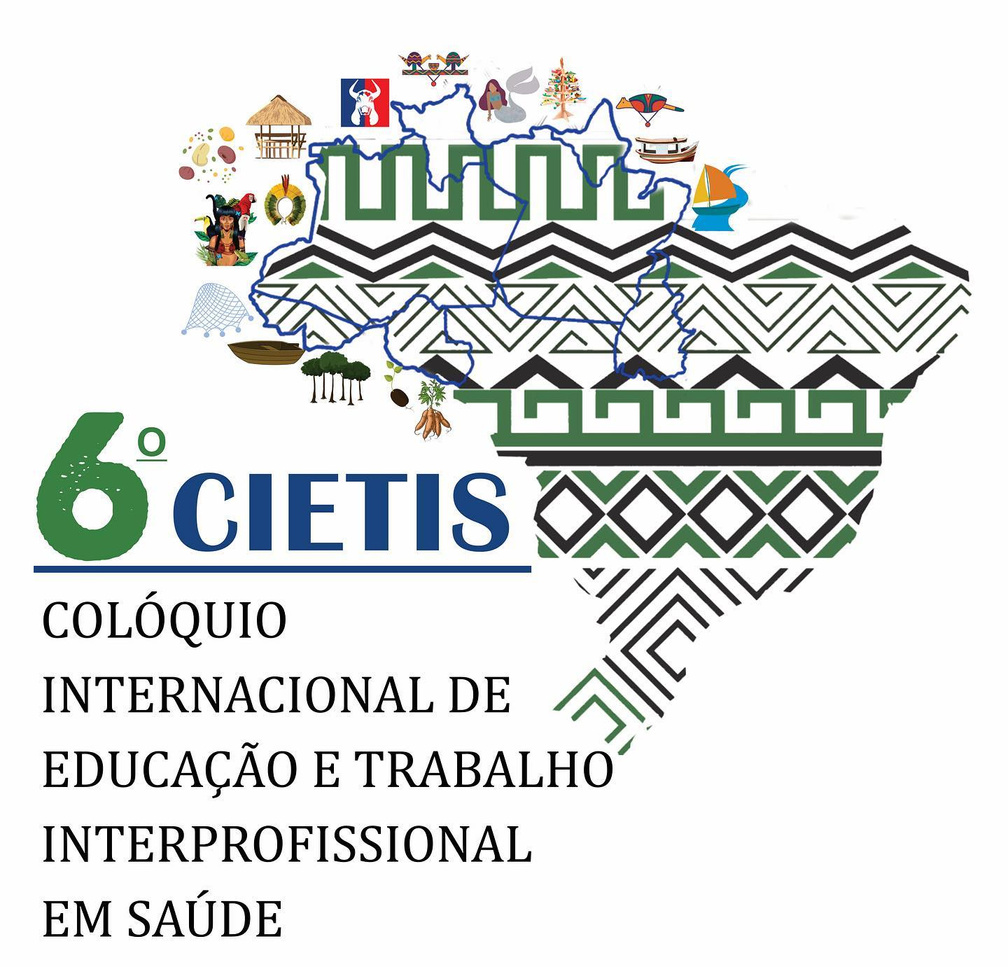 6º CIETIS
COLÓQUIO
INTERNACIONAL DE
EDUCAÇÃO E TRABALHO
INTERPROFISSIONAL
EM SAÚDE